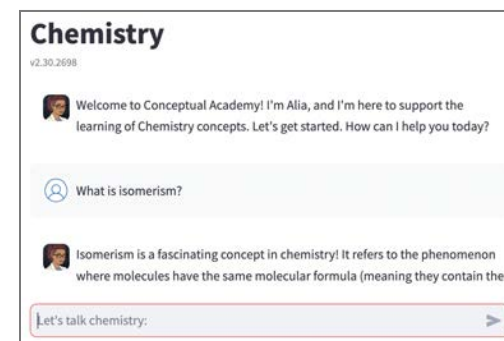 Chemistry
v2.30.2698
Welcome to Conceptual Academy! I'm Alia, and I'm here to support the
learning of Chemistry concepts. Let's get started. How can I help you today?
What is isomerism?
Isomerism is a fascinating concept in chemistry! It refers to the phenomenon
where molecules have the same molecular formula (meaning they contain the
Let's talk chemistry: